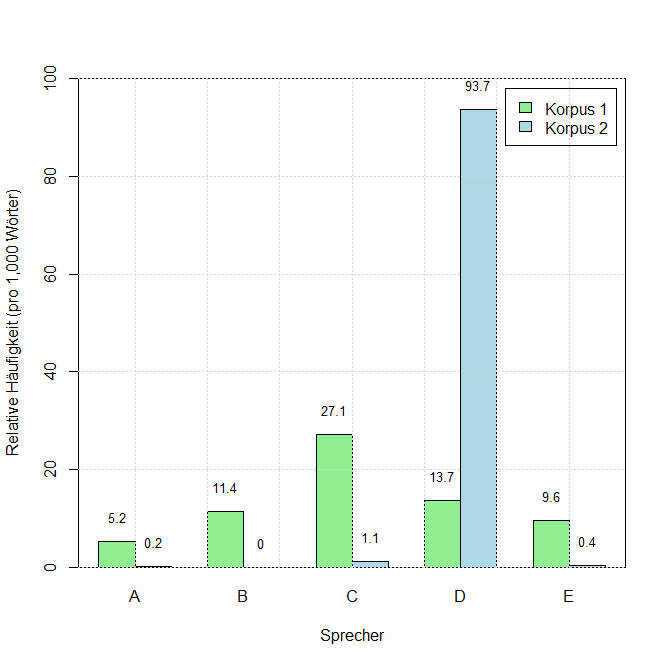 Relative Häufigkeit (pro 1,000 Wörter)
100
80
60
40
20
0
Korpus 1
Korpus 2
5.2
0.2
11.4
0
27.1
1.1
13.7
93.7
9.6
0.4
A
B
C
D
E
Sprecher